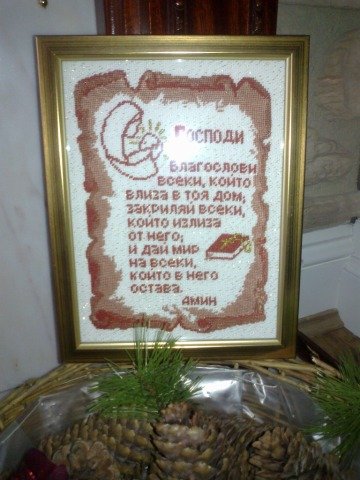 Господи
Благослови
всеки, който
влиза в тоя дом;
закриляй всеки,
който излиза
от него;
и дай мир
на всеки,
който в него
остава.
Амин